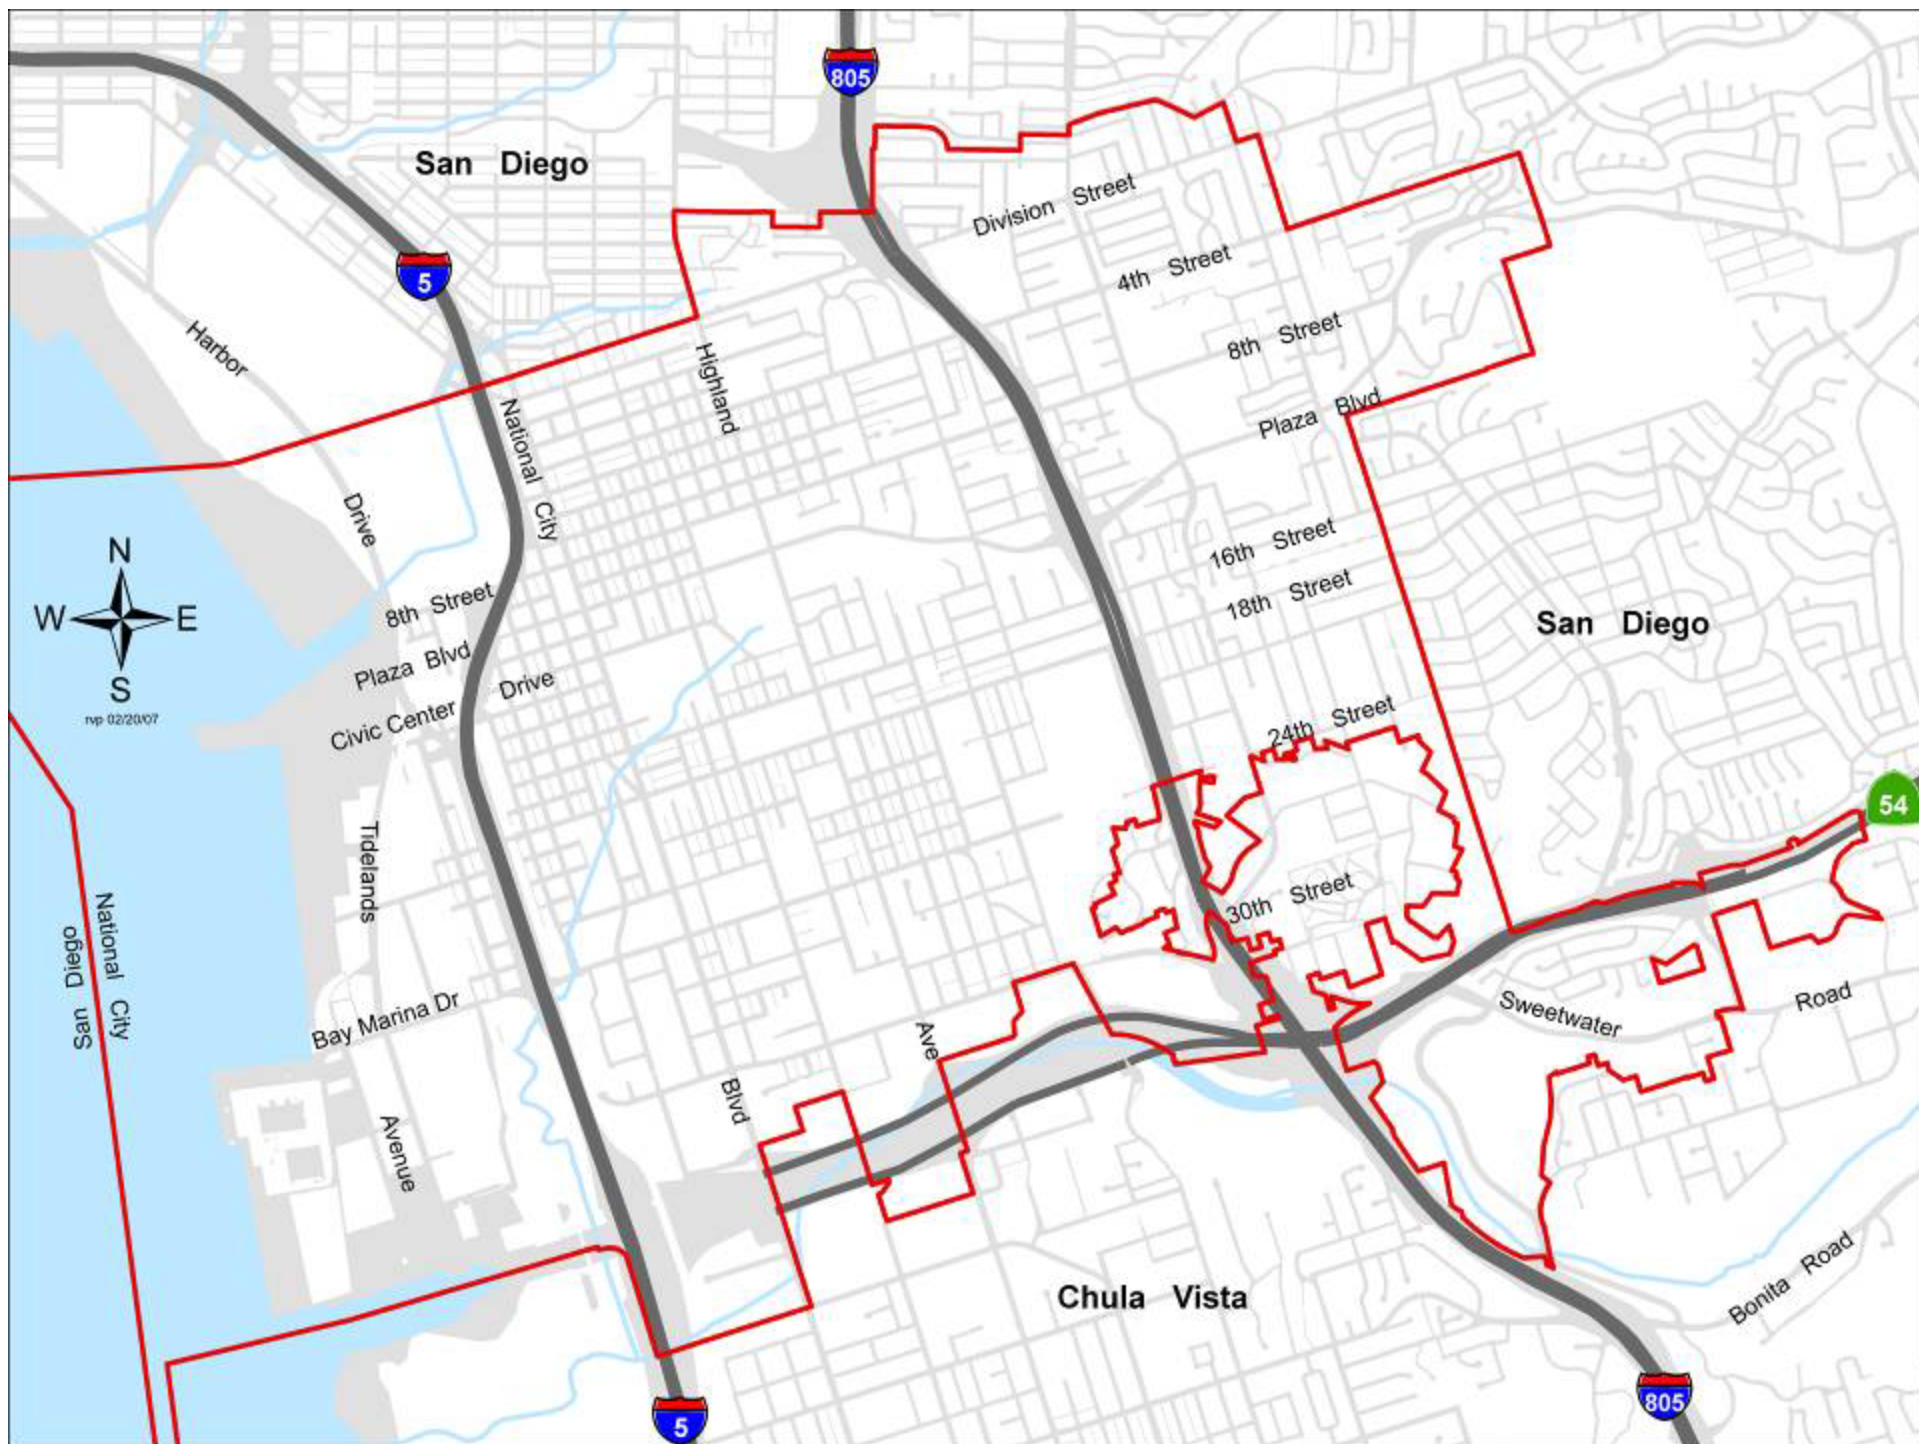 805
San Diego
Division Street
4th Street
5
8th Street
Harbor
Highland
Plaza Blvd
National City
Drive
16th Street
18th Street
N
W E
S
rvp 02/20/07
8th Street
Plaza Blvd
Civic Center Drive
San Diego
24th Street
54
Tidelands
30th Street
National City
San Diego
Sweetwater Road
Bay Marina Dr
Ave
Blvd
Avenue
Chula Vista
Bonita Road
805
5